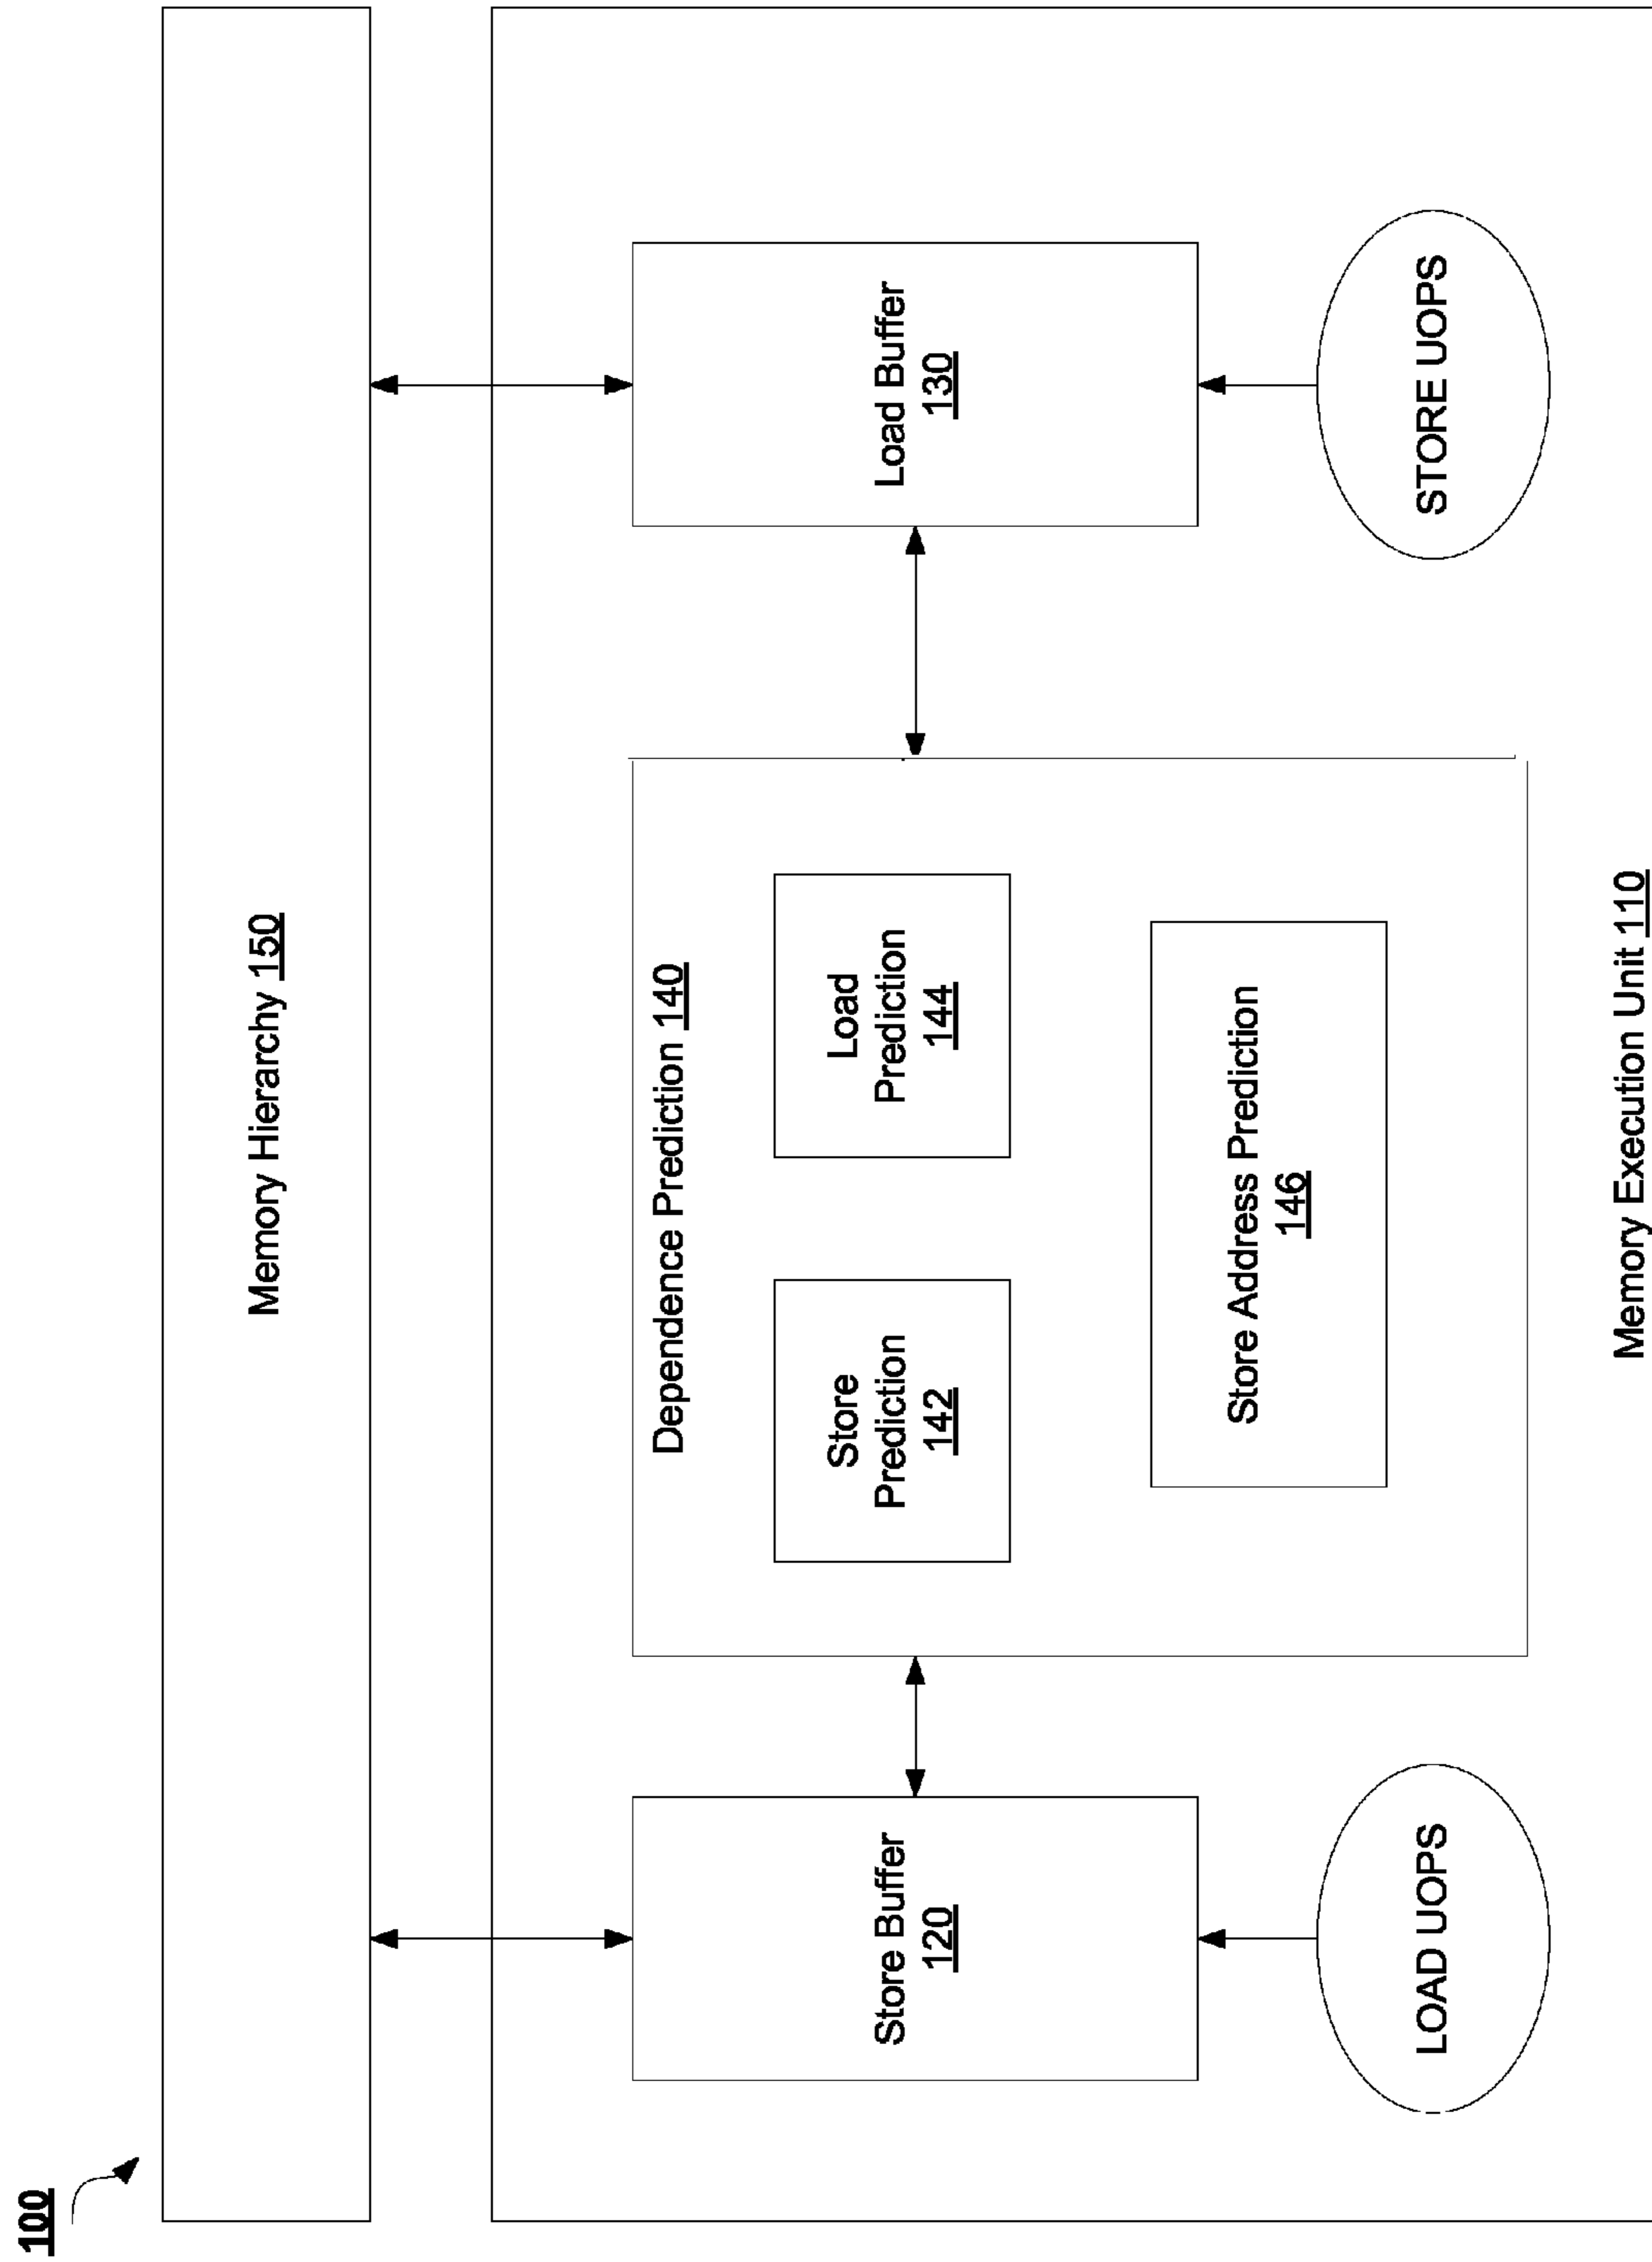 100
Memory Hierarchy 150
Dependence Prediction 140
Store Buffer
120
Store
Prediction
142
Load
Prediction
144
Load Buffer
130
Store Address Prediction
146
LOAD UOPS
STORE UOPS
Memory Execution Unit 110